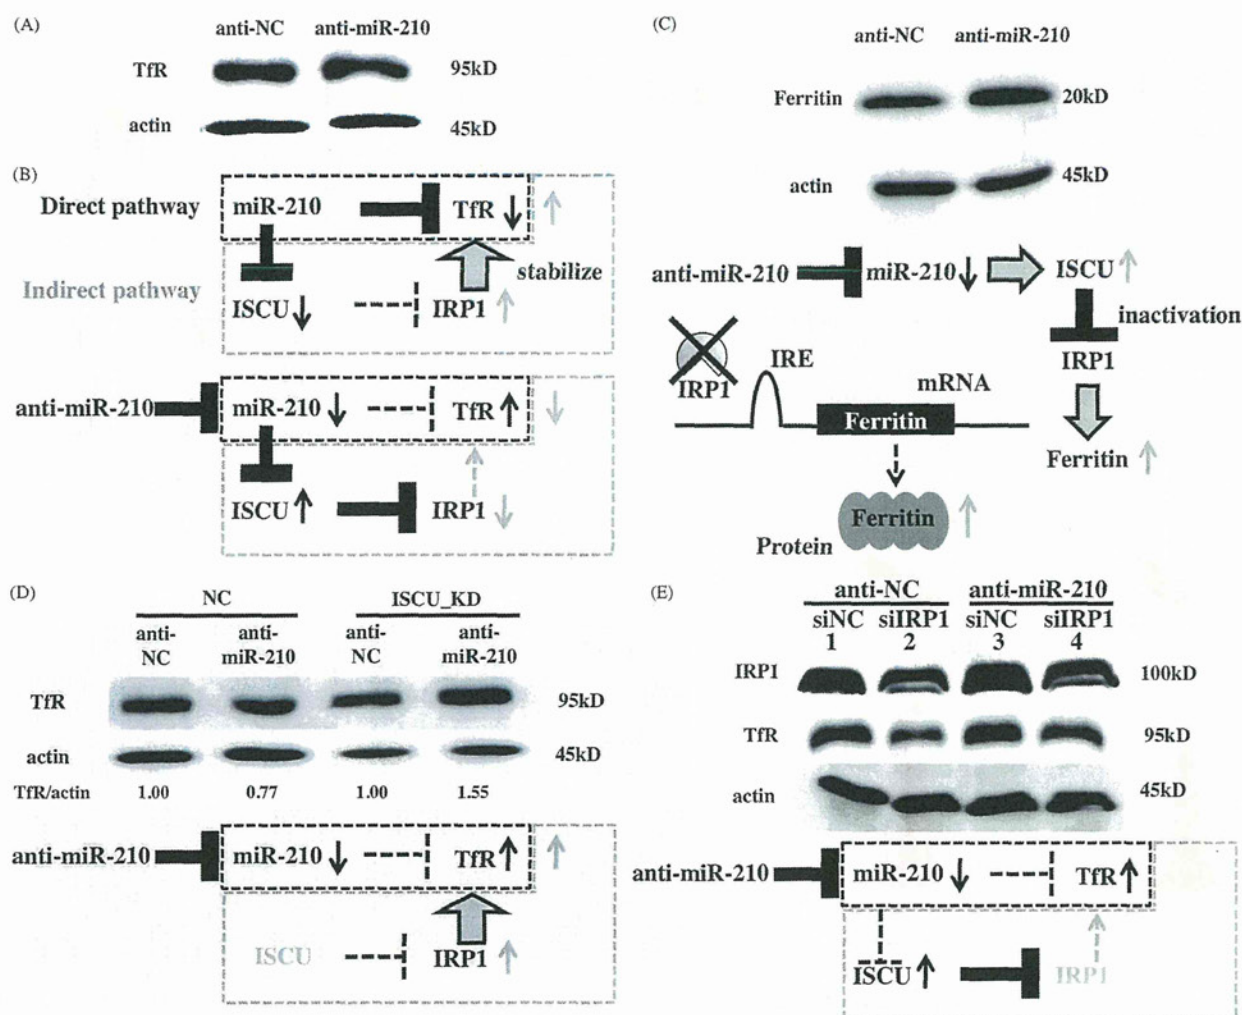 (A)
anti-NC anti-miR-210
TfR 95kD
actin 45kD
(B)
Direct pathway miR-210 TfR
stabilize
Indirect pathway
ISCU IRP1
anti-miR-210 miR-210 TfR
ISCU IRP1
(C)
anti-NC anti-miR-210
Ferritin 20kD
actin 45kD
anti-miR-210 miR-210 ISCU
inactivation
IRP1
IRP1 IRE mRNA
Ferritin
Ferritin
Ferritin
Protein
(D)
NC ISCU_KD
anti- anti- anti- anti-
NC miR-210 NC miR-210
TfR 95kD
actin 45kD
TfR/actin 1.00 0.77 1.00 1.55
anti-miR-210 miR-210 TfR
ISCU IRP1
(E)
anti-NC anti-miR-210
siNC siIRP1 siNC siIRP1
1 2 3 4
IRP1 100kD
TfR 95kD
actin 45kD
anti-miR-210 miR-210 TfR
ISCU IRP1